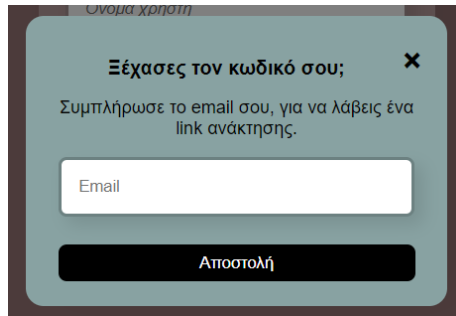 Όνομα χρήστη
Ξέχασες τον κωδικό σου;
Συμπλήρωσε το email σου, για να λάβεις ένα
link ανάκτησης.
Email
Αποστολή